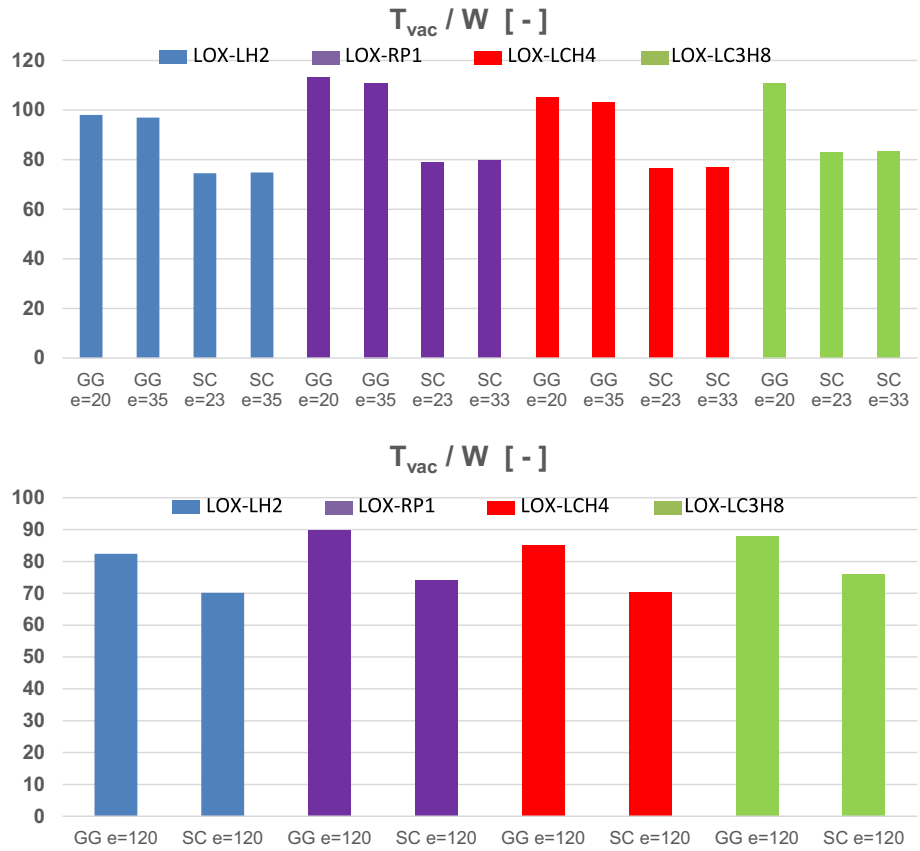 T_vac / W [ - ]
LOX-LH2 LOX-RP1 LOX-LCH4 LOX-LC3H8
120
100
80
60
40
20
0
GG GG SC SC GG GG SC SC GG GG SC SC GG SC SC
e=20 e=35 e=23 e=35 e=20 e=35 e=23 e=33 e=20 e=35 e=23 e=33 e=20 e=23 e=33
T_vac / W [ - ]
LOX-LH2 LOX-RP1 LOX-LCH4 LOX-LC3H8
100
90
80
70
60
50
40
30
20
10
0
GG e=120 SC e=120 GG e=120 SC e=120 GG e=120 SC e=120 GG e=120 SC e=120